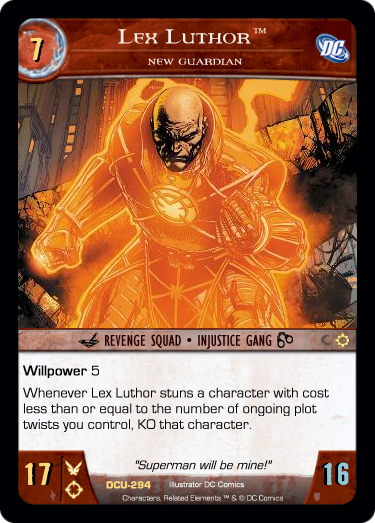 7
Lex Luthor™
NEW GUARDIAN
DC
REVENGE SQUAD • INJUSTICE GANG
Willpower 5
Whenever Lex Luthor stuns a character with cost
less than or equal to the number of ongoing plot
twists you control, KO that character.
"Superman will be mine!"
17
DCU-294 Illustrator DC Comics
16
Characters, Related Elements ™ & © DC Comics